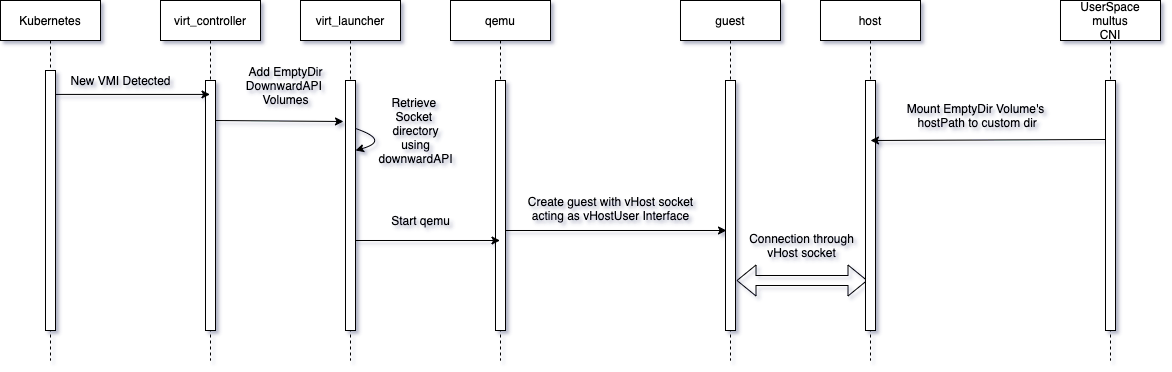 Kubernetes
virt_controller
virt_launcher
qemu
guest
host
UserSpace
multus
CNI
New VMI Detected
Add EmptyDir
DownwardAPI
Volumes
Retrieve
Socket
directory
using
downwardAPI
Mount EmptyDir Volume's
hostPath to custom dir
Start qemu
Create guest with vHost socket
acting as vHostUser Interface
Connection through
vHost socket